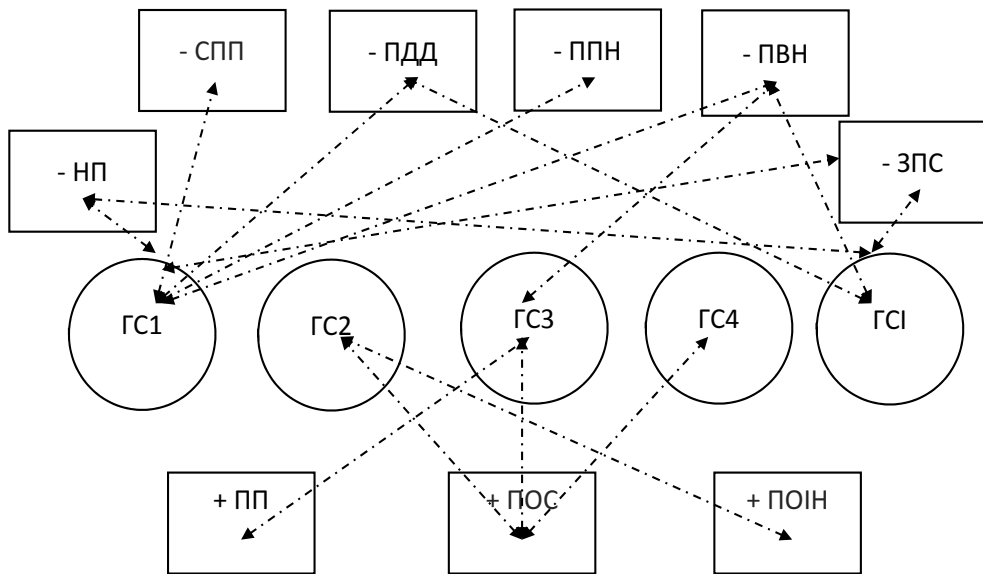 - СПП
- ПДД
- ППН
- ПВН
- НП
- ЗПС
ГС1
ГС2
ГС3
ГС4
ГСІ
+ ПП
+ ПОС
+ ПОІН